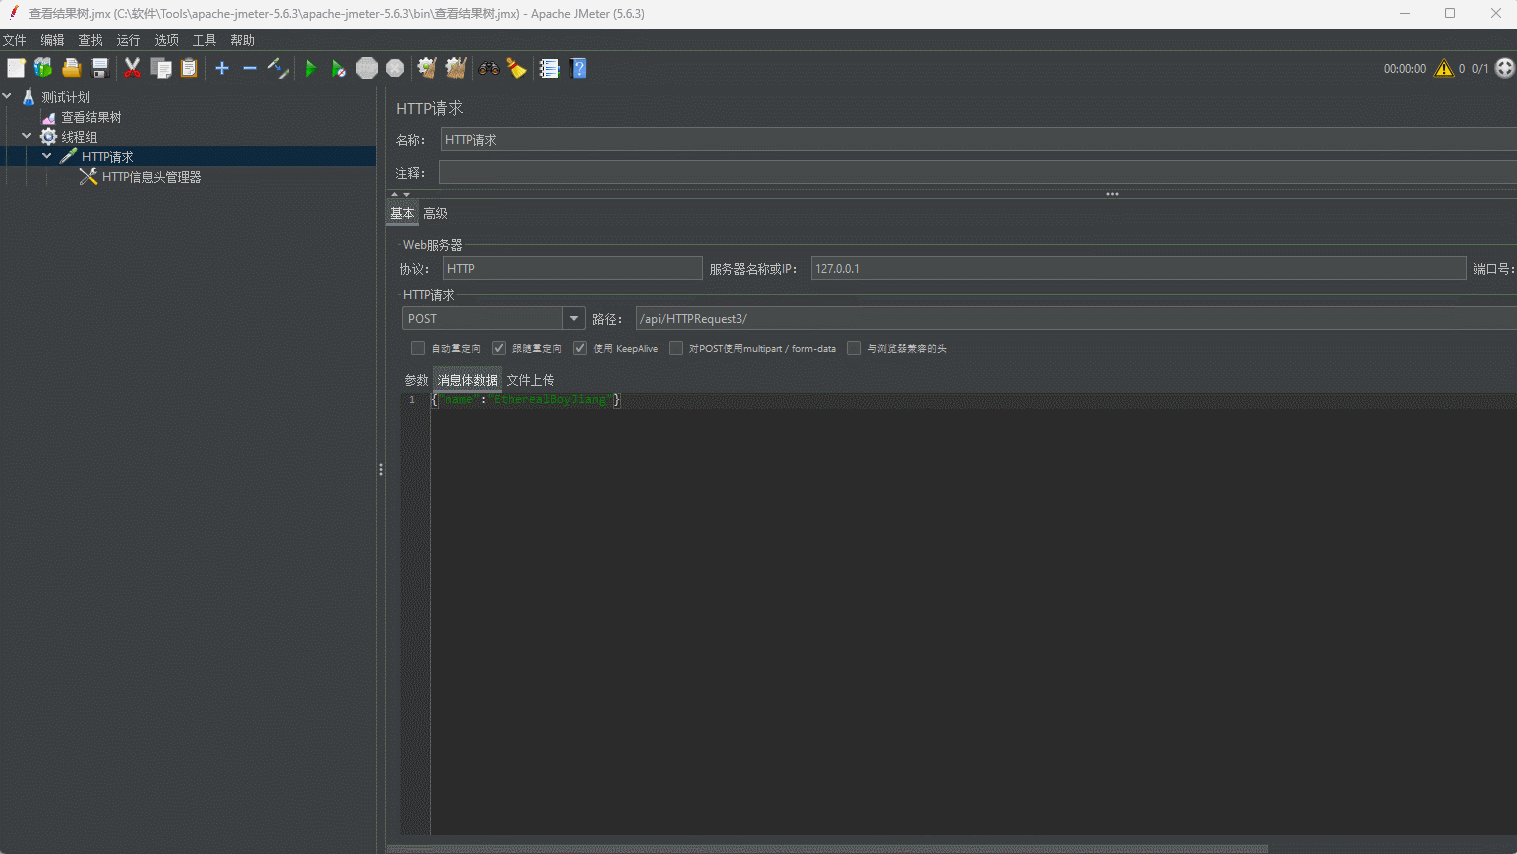 查看结果树.jmx (C:\软件\Tools\apache-jmeter-5.6.3\apache-jmeter-5.6.3\bin\查看结果树.jmx) - Apache JMeter (5.6.3)
文件 编辑 查找 运行 选项 工具 帮助
00:00:00 0 0/1
测试计划
查看结果树
线程组
HTTP请求
HTTP信息头管理器
HTTP请求
名称： HTTP请求
注释：
基本 高级
Web服务器
协议： HTTP 服务器名称或IP： 127.0.0.1 端口号：
HTTP请求
POST 路径： /api/HTTPRequest3/
自动重定向 跟随重定向 使用 KeepAlive 对POST使用multipart / form-data 与浏览器兼容的头
参数 消息体数据 文件上传
1 {"name":"EtherealBoyJiang"}